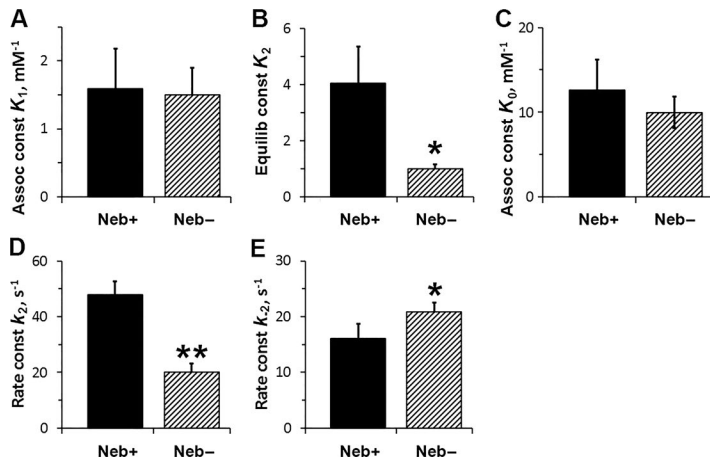 A
Assoc const K₁, mM⁻¹
2
1
0
Neb+ Neb−
B
Equilib const K₂
6
4
2
0
*
Neb+ Neb−
C
Assoc const K₀, mM⁻¹
20
10
0
Neb+ Neb−
D
Rate const k₂, s⁻¹
60
40
20
0
**
Neb+ Neb−
E
Rate const k₋₂, s⁻¹
30
20
10
0
*
Neb+ Neb−